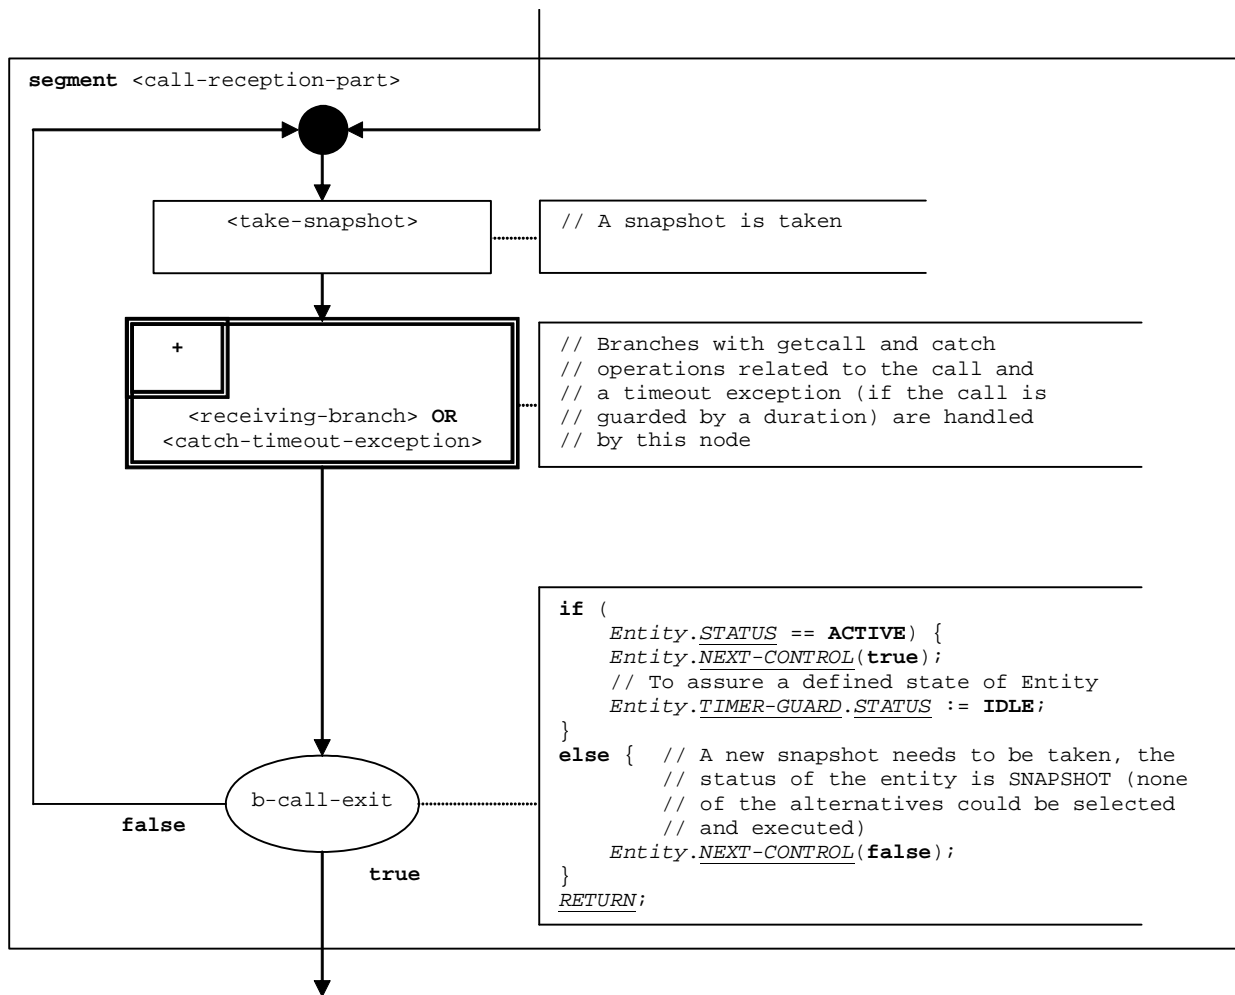 segment <call-reception-part>
<take-snapshot>
// A snapshot is taken
+
<receiving-branch> OR
<catch-timeout-exception>
// Branches with getcall and catch
// operations related to the call and
// a timeout exception (if the call is
// guarded by a duration) are handled
// by this node
b-call-exit
false
true
if (
Entity.STATUS == ACTIVE) {
Entity.NEXT-CONTROL(true);
// To assure a defined state of Entity
Entity.TIMER-GUARD.STATUS := IDLE;
}
else { // A new snapshot needs to be taken, the
// status of the entity is SNAPSHOT (none
// of the alternatives could be selected
// and executed)
Entity.NEXT-CONTROL(false);
}
RETURN;